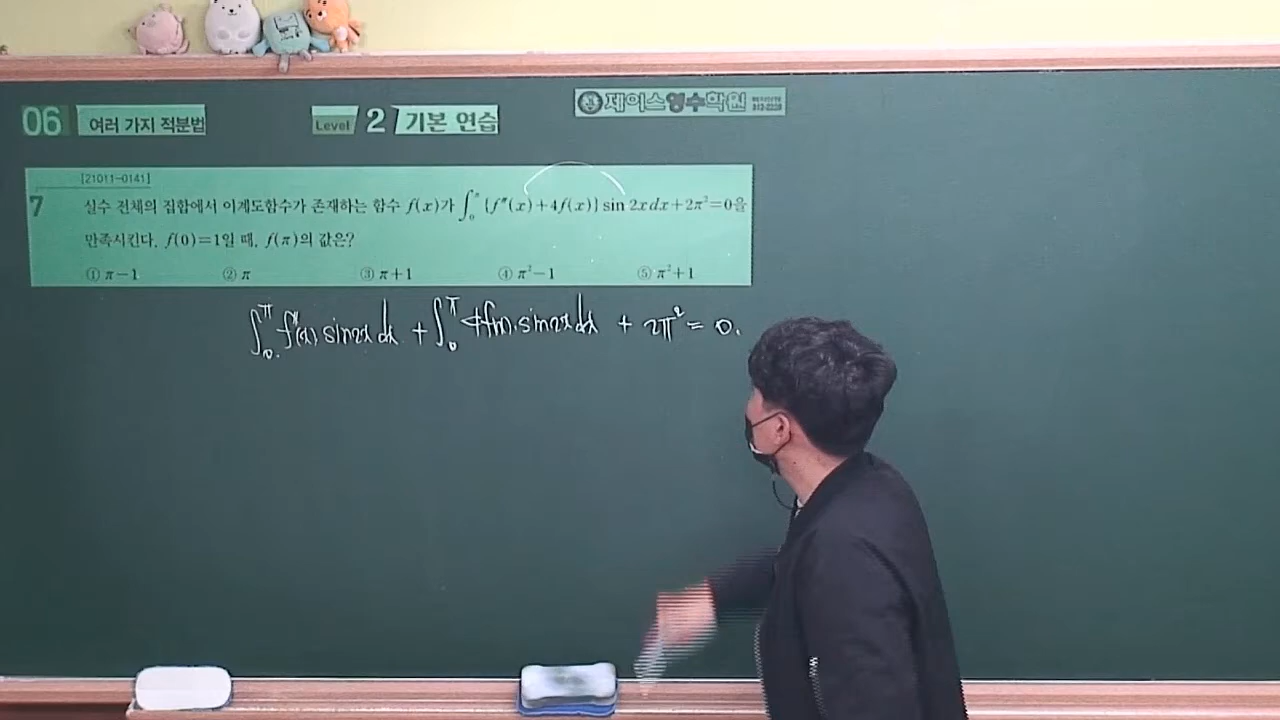 06 여러 가지 적분법 Level 2 기본 연습 제이스영수학원
[21011-0141]
7 실수 전체의 집합에서 이계도함수가 존재하는 함수 f(x)가 ∫₀^π {f″(x)+4f(x)} sin 2x dx+2π²=0을
만족시킨다. f(0)=1일 때, f(π)의 값은?
① π−1 ② π ③ π+1 ④ π²−1 ⑤ π²+1
∫₀^π f″(x) sin2x dx + ∫₀^π 4f(x)·sin2x dx + 2π² = 0.